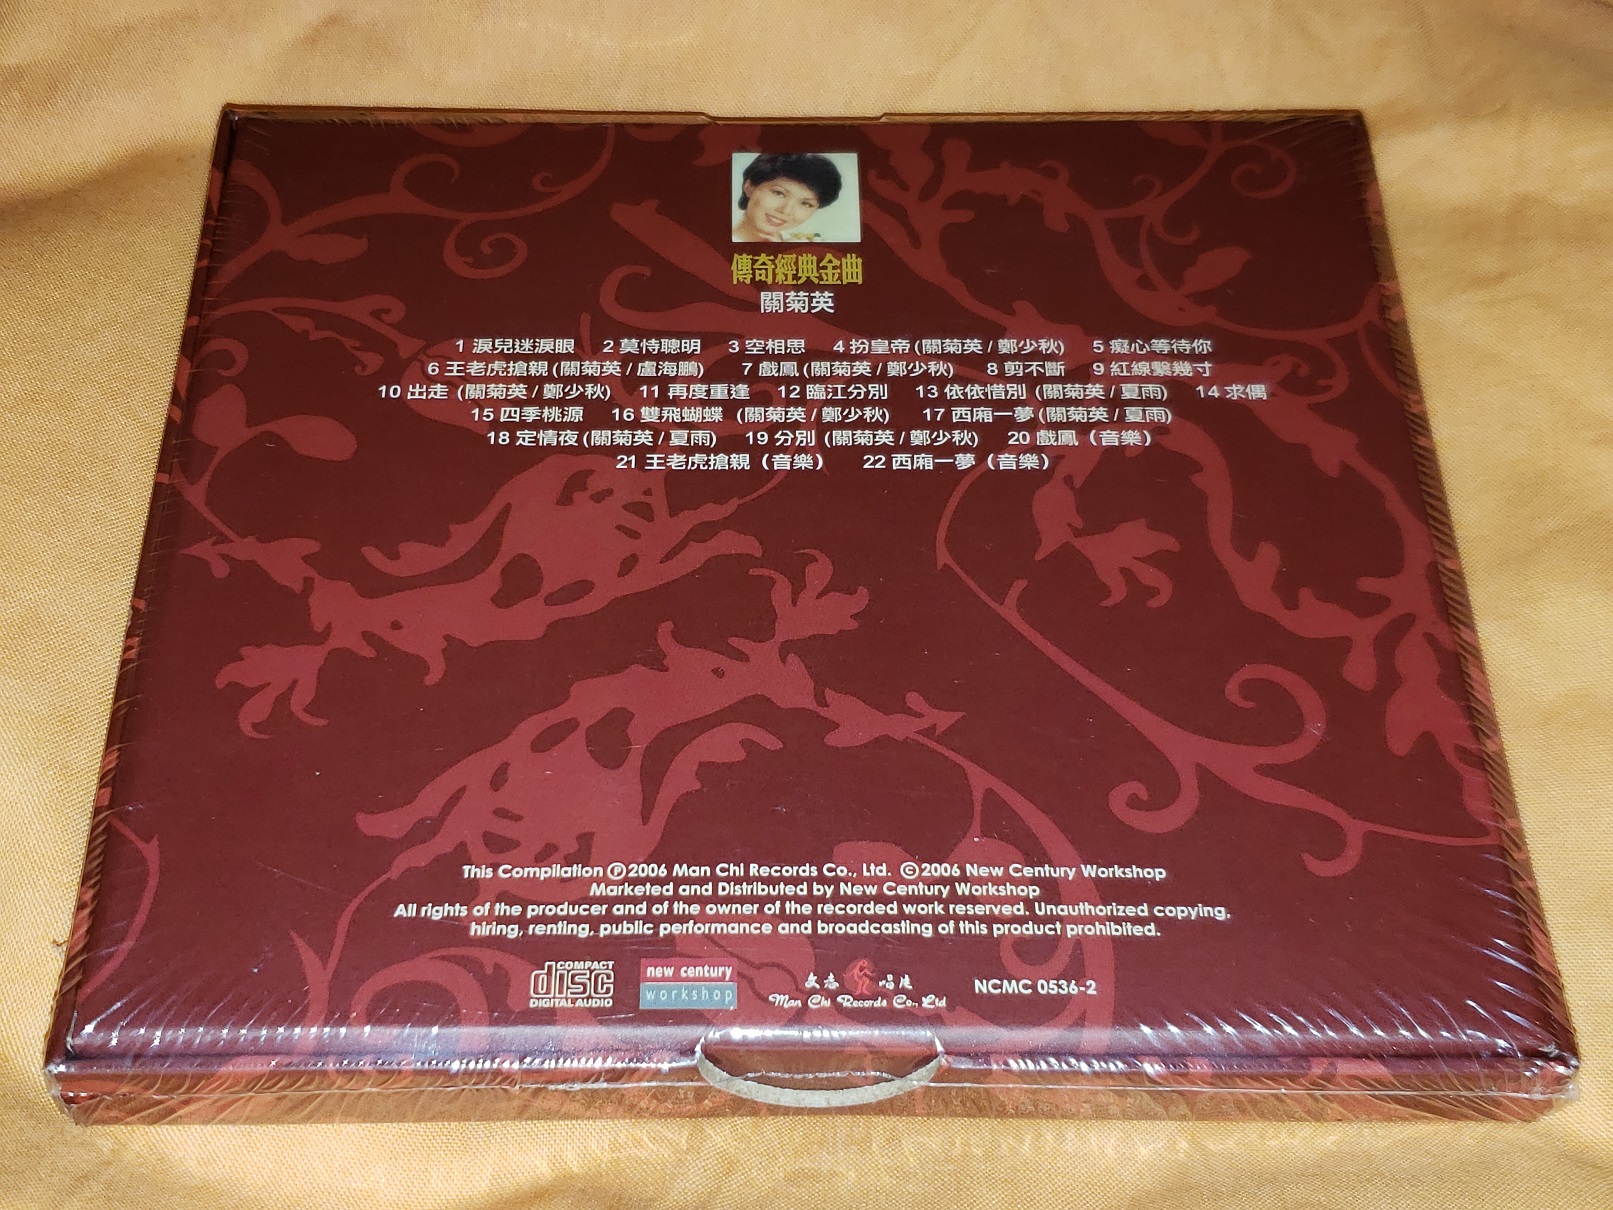 傳奇經典金曲
關菊英
1 淚兒迷淚眼 2 莫恃聰明 3 空相思 4 扮皇帝(關菊英/鄭少秋) 5 癡心等待你
6 王老虎搶親(關菊英/盧海鵬) 7 戲鳳(關菊英/鄭少秋) 8 剪不斷 9 紅線繫幾寸
10 出走 (關菊英/鄭少秋) 11 再度重逢 12 臨江分別 13 依依惜別 (關菊英/夏雨) 14 求偶
15 四季桃源 16 雙飛蝴蝶 (關菊英/鄭少秋) 17 西廂一夢(關菊英/夏雨)
18 定情夜(關菊英/夏雨) 19 分別 (關菊英/鄭少秋) 20 戲鳳（音樂）
21 王老虎搶親（音樂） 22 西廂一夢（音樂）
This Compilation Ⓟ2006 Man Chi Records Co., Ltd. ©2006 New Century Workshop
Marketed and Distributed by New Century Workshop
All rights of the producer and of the owner of the recorded work reserved. Unauthorized copying,
hiring, renting, public performance and broadcasting of this product prohibited.
COMPACT
disc
DIGITAL AUDIO
new century
workshop
文志唱片
Man Chi Records Co., Ltd
NCMC 0536-2